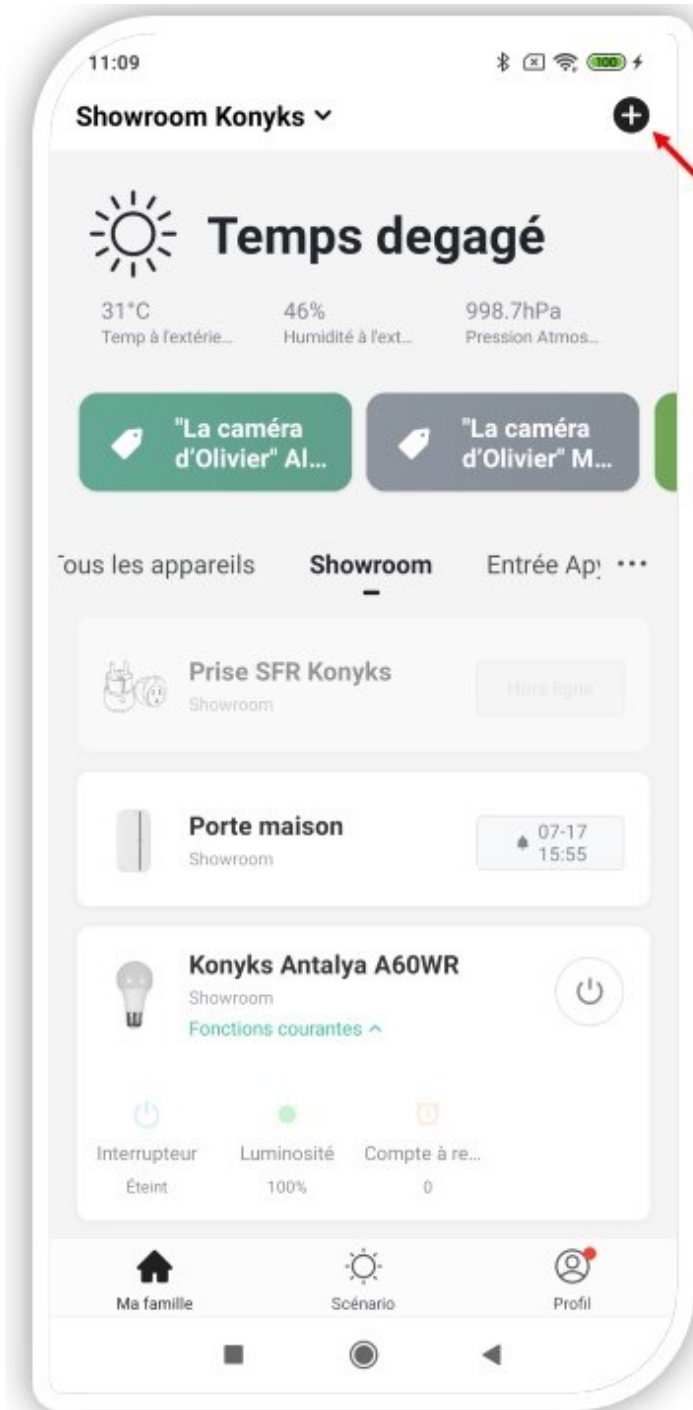 11:09
100
Showroom Konyks
Temps degagé
31°C 46% 998.7hPa
Temp à l'extérie... Humidité à l'ext... Pression Atmos...
"La caméra d'Olivier" Al...
"La caméra d'Olivier" M...
ous les appareils Showroom Entrée Ap
Prise SFR Konyks
Showroom
Hors ligne
Porte maison
Showroom
07-17
15:55
Konyks Antalya A60WR
Showroom
Fonctions courantes
Interrupteur Luminosité Compte à re...
Éteint 100% 0
Ma famille Scénario Profil